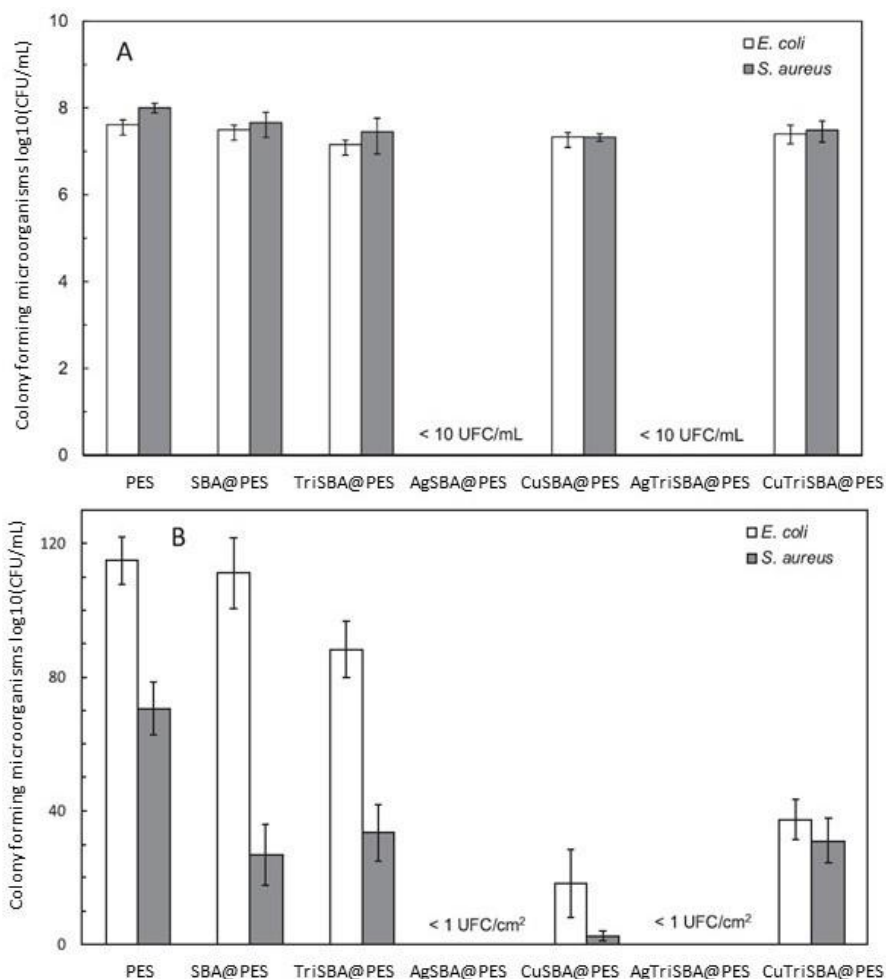 Colony forming microorganisms log10(CFU/mL)
10
8
6
4
2
0
A
E. coli
S. aureus
< 10 UFC/mL
< 10 UFC/mL
PES SBA@PES TriSBA@PES AgSBA@PES CuSBA@PES AgTriSBA@PES CuTriSBA@PES
Colony forming microorganisms log10(CFU/mL)
120
80
40
0
B
E. coli
S. aureus
< 1 UFC/cm²
< 1 UFC/cm²
PES SBA@PES TriSBA@PES AgSBA@PES CuSBA@PES AgTriSBA@PES CuTriSBA@PES